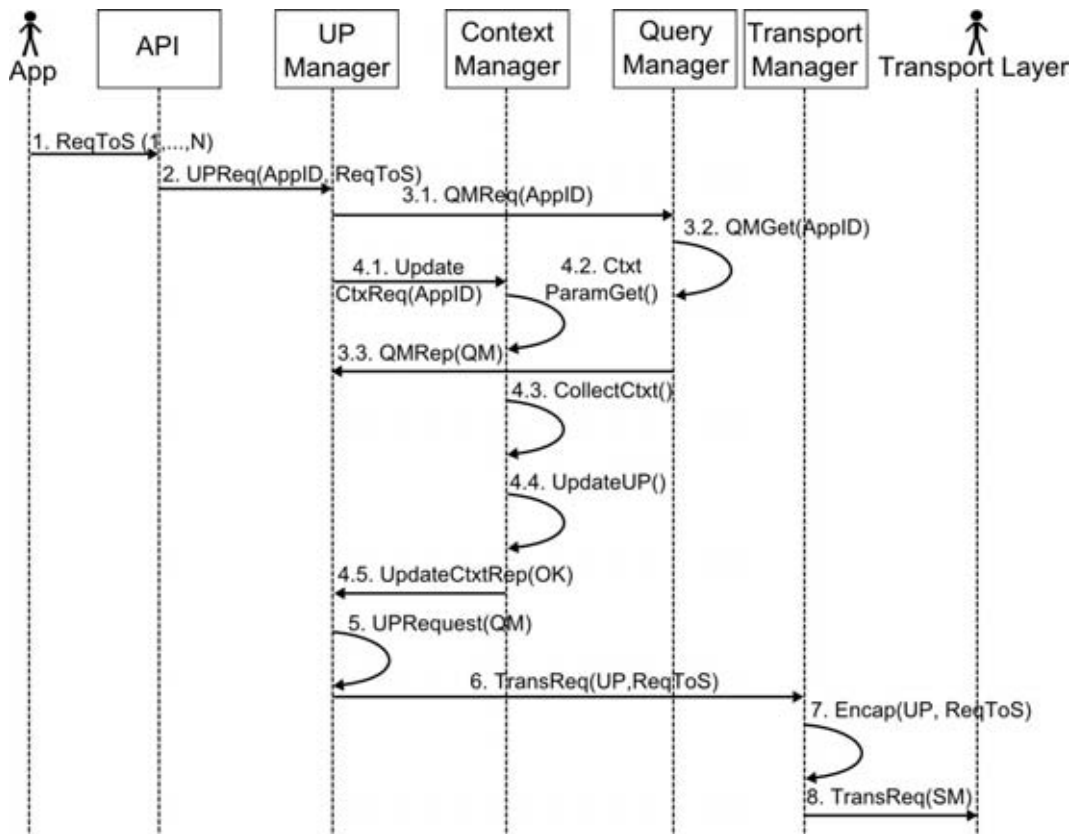 App
API
UP
Manager
Context
Manager
Query
Manager
Transport
Manager
Transport Layer
1. ReqToS (1,...,N)
2. UPReq(AppID, ReqToS)
3.1. QMReq(AppID)
3.2. QMGet(AppID)
4.1. Update
CtxReq(AppID)
4.2. Ctxt
ParamGet()
3.3. QMRep(QM)
4.3. CollectCtxt()
4.4. UpdateUP()
4.5. UpdateCtxtRep(OK)
5. UPRequest(QM)
6. TransReq(UP,ReqToS)
7. Encap(UP, ReqToS)
8. TransReq(SM)